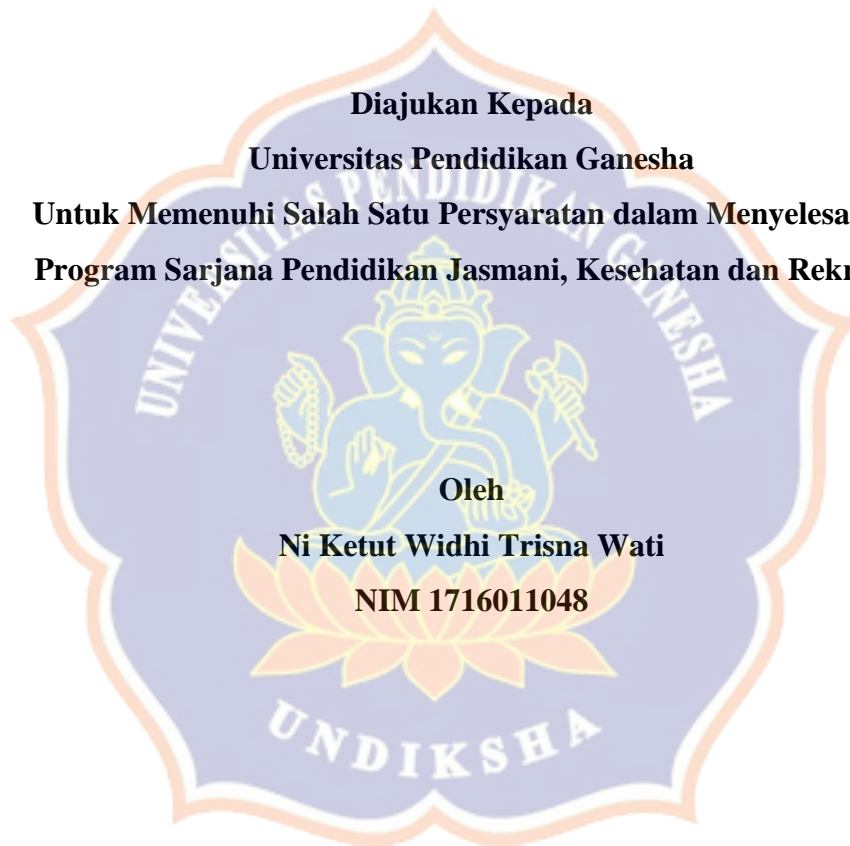 Diajukan Kepada
Universitas Pendidikan Ganesha
Untuk Memenuhi Salah Satu Persyaratan dalam Menyelesa
Program Sarjana Pendidikan Jasmani, Kesehatan dan Rekr
UNIVERSITAS PENDIDIKAN GANESHA
Oleh
Ni Ketut Widhi Trisna Wati
NIM 1716011048
UNDIKSHA